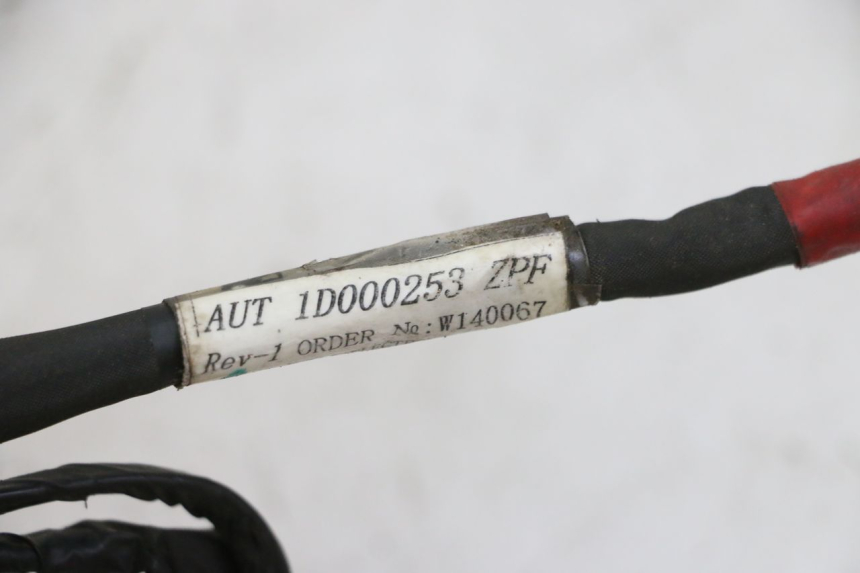 AUT 1D000253 ZPF
Rev-1 ORDER No: W140067